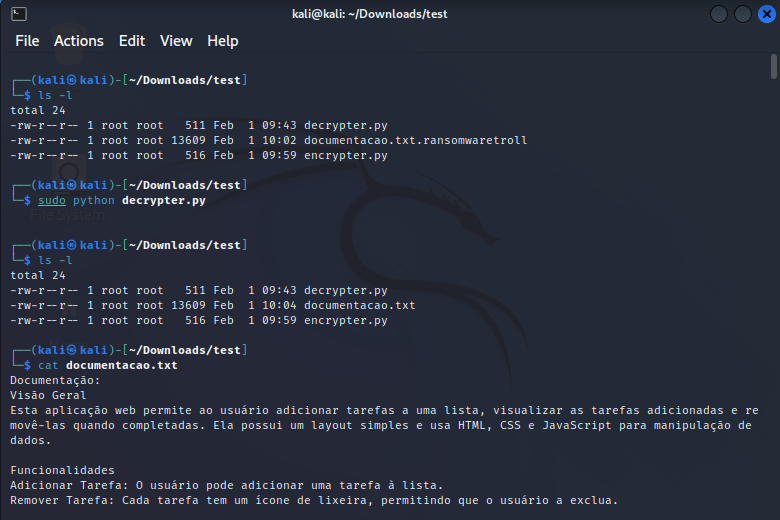 kali@kali: ~/Downloads/test
File Actions Edit View Help
┌──(kali㉿kali)-[~/Downloads/test]
└─$ ls -l
total 24
-rw-r--r-- 1 root root   511 Feb  1 09:43 decrypter.py
-rw-r--r-- 1 root root 13609 Feb  1 10:02 documentacao.txt.ransomwaretroll
-rw-r--r-- 1 root root   516 Feb  1 09:59 encrypter.py
┌──(kali㉿kali)-[~/Downloads/test]
└─$ sudo python decrypter.py
File System
┌──(kali㉿kali)-[~/Downloads/test]
└─$ ls -l
total 24
-rw-r--r-- 1 root root   511 Feb  1 09:43 decrypter.py
-rw-r--r-- 1 root root 13609 Feb  1 10:04 documentacao.txt
-rw-r--r-- 1 root root   516 Feb  1 09:59 encrypter.py
┌──(kali㉿kali)-[~/Downloads/test]
└─$ cat documentacao.txt
Documentação:
Visão Geral
Esta aplicação web permite ao usuário adicionar tarefas a uma lista, visualizar as tarefas adicionadas e re
movê-las quando completadas. Ela possui um layout simples e usa HTML, CSS e JavaScript para manipulação de
dados.
Funcionalidades
Adicionar Tarefa: O usuário pode adicionar uma tarefa à lista.
Remover Tarefa: Cada tarefa tem um ícone de lixeira, permitindo que o usuário a exclua.